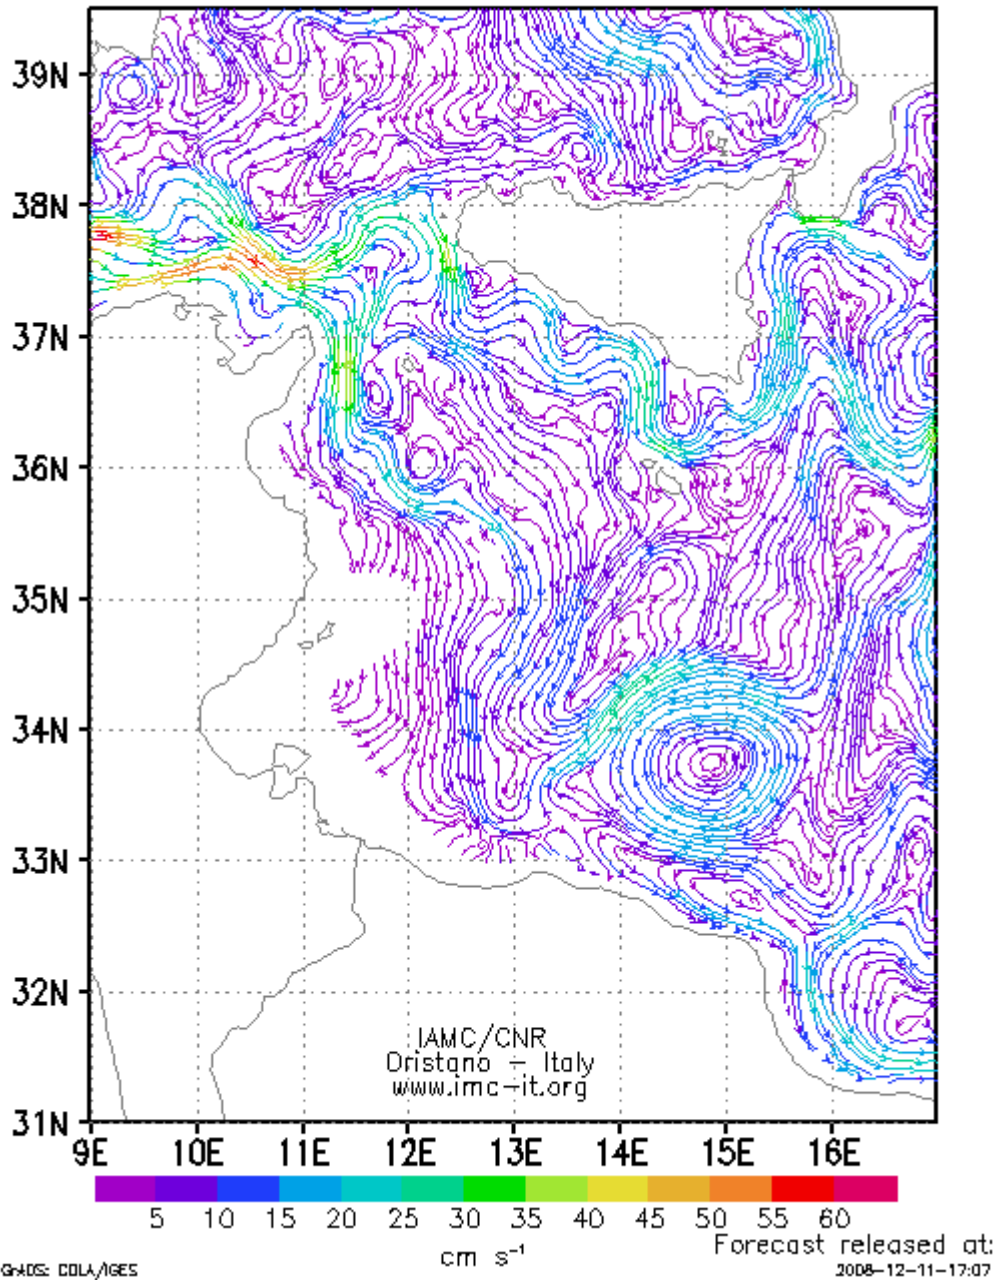 39N
38N
37N
36N
35N
34N
33N
32N
31N
IAMC/CNR
Oristano - Italy
www.imc-it.org
9E 10E 11E 12E 13E 14E 15E 16E
5 10 15 20 25 30 35 40 45 50 55 60
cm s⁻¹
Forecast released at:
GrADS: COLA/IGES 2008-12-11-17:07